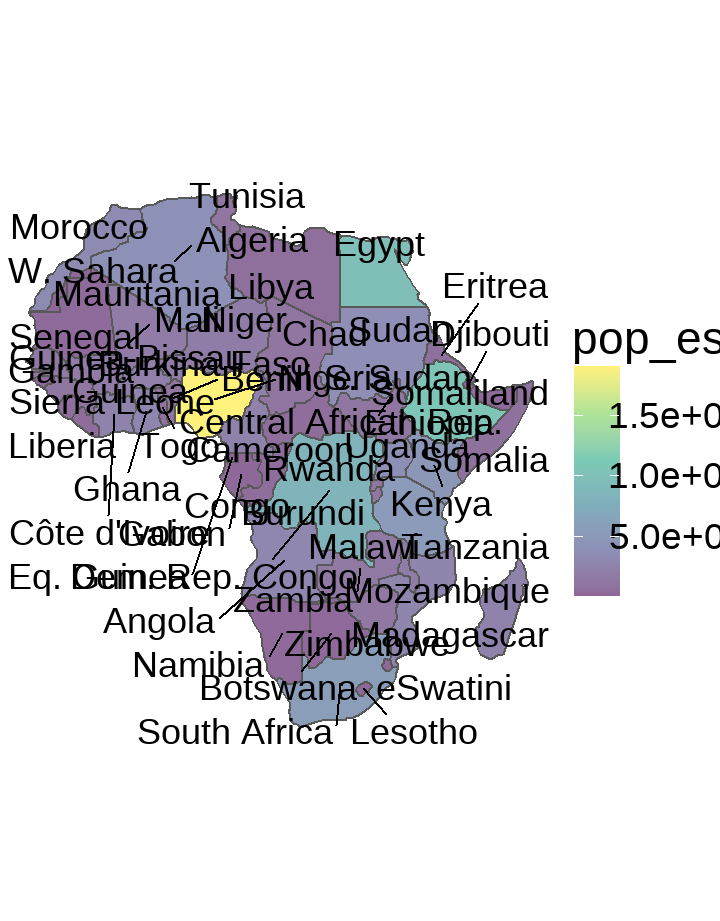 Tunisia
Morocco
Algeria
Egypt
W. Sahara
Libya
Eritrea
Mauritania
Mali
Niger
Chad
Sudan
Djibouti
pop_es
Senegal
Guinea-Bissau
Burkina Faso
Gambia
Benin
Nigeria
S. Sudan
Guinea
Somaliland
Sierra Leone
1.5e+0
Central African Rep.
Ethiopia
Liberia
Togo
Cameroon
Uganda
Somalia
Rwanda
1.0e+0
Ghana
Congo
Burundi
Kenya
Côte d'Ivoire
Gabon
5.0e+0
Malawi
Tanzania
Eq. Guinea
Dem. Rep. Congo
Mozambique
Zambia
Angola
Zimbabwe
Madagascar
Namibia
Botswana
eSwatini
South Africa
Lesotho